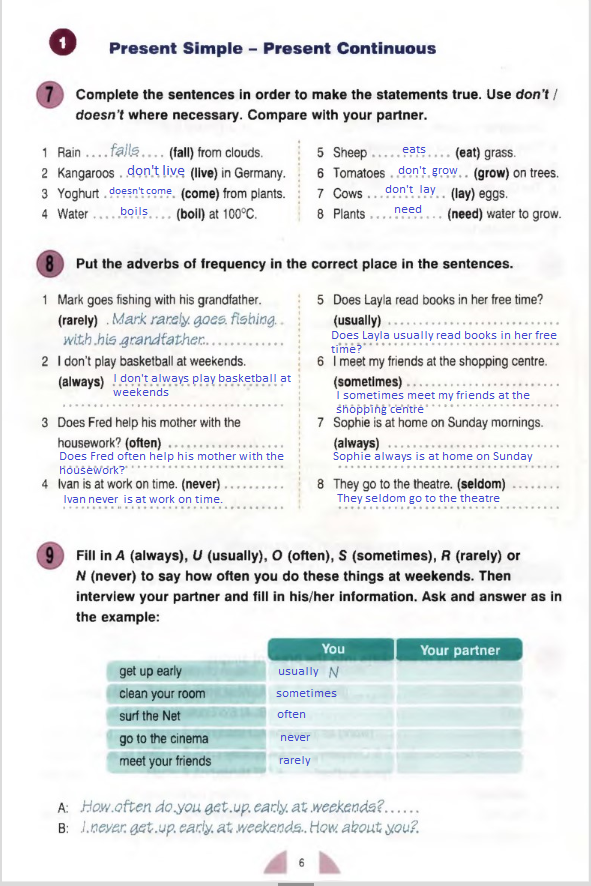 1 Present Simple – Present Continuous
7 Complete the sentences in order to make the statements true. Use don't /
doesn't where necessary. Compare with your partner.
1 Rain .... falls .... (fall) from clouds.
2 Kangaroos . don't live (live) in Germany.
3 Yoghurt . doesn't come (come) from plants.
4 Water .... boils .... (boil) at 100°C.
5 Sheep .... eats .... (eat) grass.
6 Tomatoes . don't grow .. (grow) on trees.
7 Cows .. don't lay .. (lay) eggs.
8 Plants .... need .... (need) water to grow.
8 Put the adverbs of frequency in the correct place in the sentences.
1 Mark goes fishing with his grandfather.
(rarely) . Mark rarely goes fishing. .
with his grandfather..............
2 I don't play basketball at weekends.
(always) I don't always play basketball at
weekends
3 Does Fred help his mother with the
housework? (often) ....................
Does Fred often help his mother with the
housework?
4 Ivan is at work on time. (never) ..........
Ivan never is at work on time.
5 Does Layla read books in her free time?
(usually) ..............................
Does Layla usually read books in her free
time?
6 I meet my friends at the shopping centre.
(sometimes) ..........................
I sometimes meet my friends at the
shopping centre
7 Sophie is at home on Sunday mornings.
(always) ..............................
Sophie always is at home on Sunday
8 They go to the theatre. (seldom) ........
They seldom go to the theatre
9 Fill in A (always), U (usually), O (often), S (sometimes), R (rarely) or
N (never) to say how often you do these things at weekends. Then
interview your partner and fill in his/her information. Ask and answer as in
the example:
You Your partner
get up early usually N
clean your room sometimes
surf the Net often
go to the cinema never
meet your friends rarely
A: How often do you get up early at weekends?......
B: I never get up early at weekends. How about you?.
6